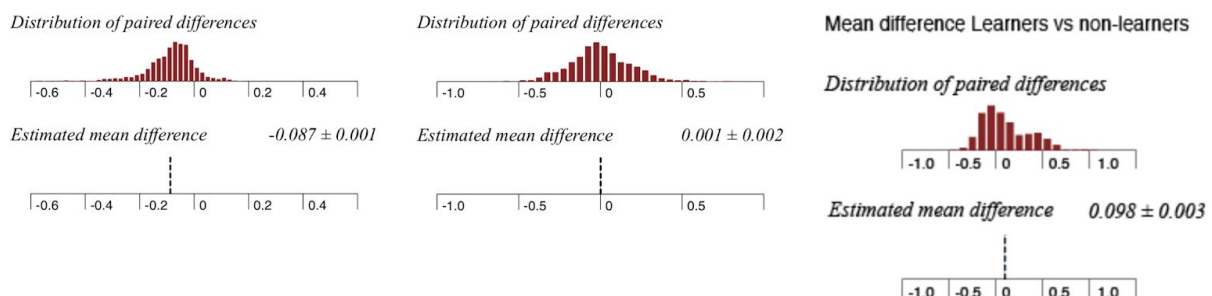 Distribution of paired differences
-0.6 -0.4 -0.2 0 0.2 0.4
Estimated mean difference -0.087 ± 0.001
-0.6 -0.4 -0.2 0 0.2 0.4
Distribution of paired differences
-1.0 -0.5 0 0.5
Estimated mean difference 0.001 ± 0.002
-1.0 -0.5 0 0.5
Mean difference Learners vs non-learners
Distribution of paired differences
-1.0 -0.5 0 0.5 1.0
Estimated mean difference 0.098 ± 0.003
-1.0 -0.5 0 0.5 1.0